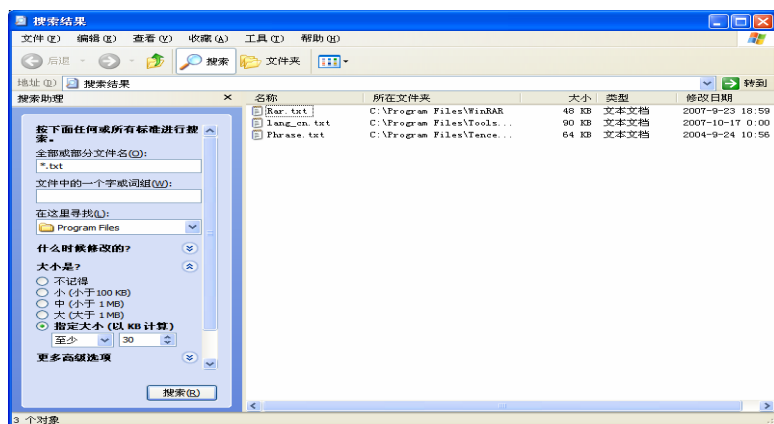 搜索结果
文件(F) 编辑(E) 查看(V) 收藏(A) 工具(T) 帮助(H)
后退 搜索 文件夹
地址(D) 搜索结果 转到
搜索助理
按下面任何或所有标准进行搜
索。
全部或部分文件名(O):
*.txt
文件中的一个字或词组(W):
在这里寻找(L):
Program Files
什么时候修改的?
大小是?
不记得
小 (小于100 KB)
中 (小于 1 MB)
大 (大于 1 MB)
指定大小 (以 KB 计算)
至少 30
更多高级选项
搜索(R)
名称 所在文件夹 大小 类型 修改日期
Rar.txt C:\Program Files\WinRAR 48 KB 文本文档 2007-9-23 18:59
lang_cn.txt C:\Program Files\Tools... 90 KB 文本文档 2007-10-17 0:00
Phrase.txt C:\Program Files\Tence... 64 KB 文本文档 2004-9-24 10:56
3 个对象